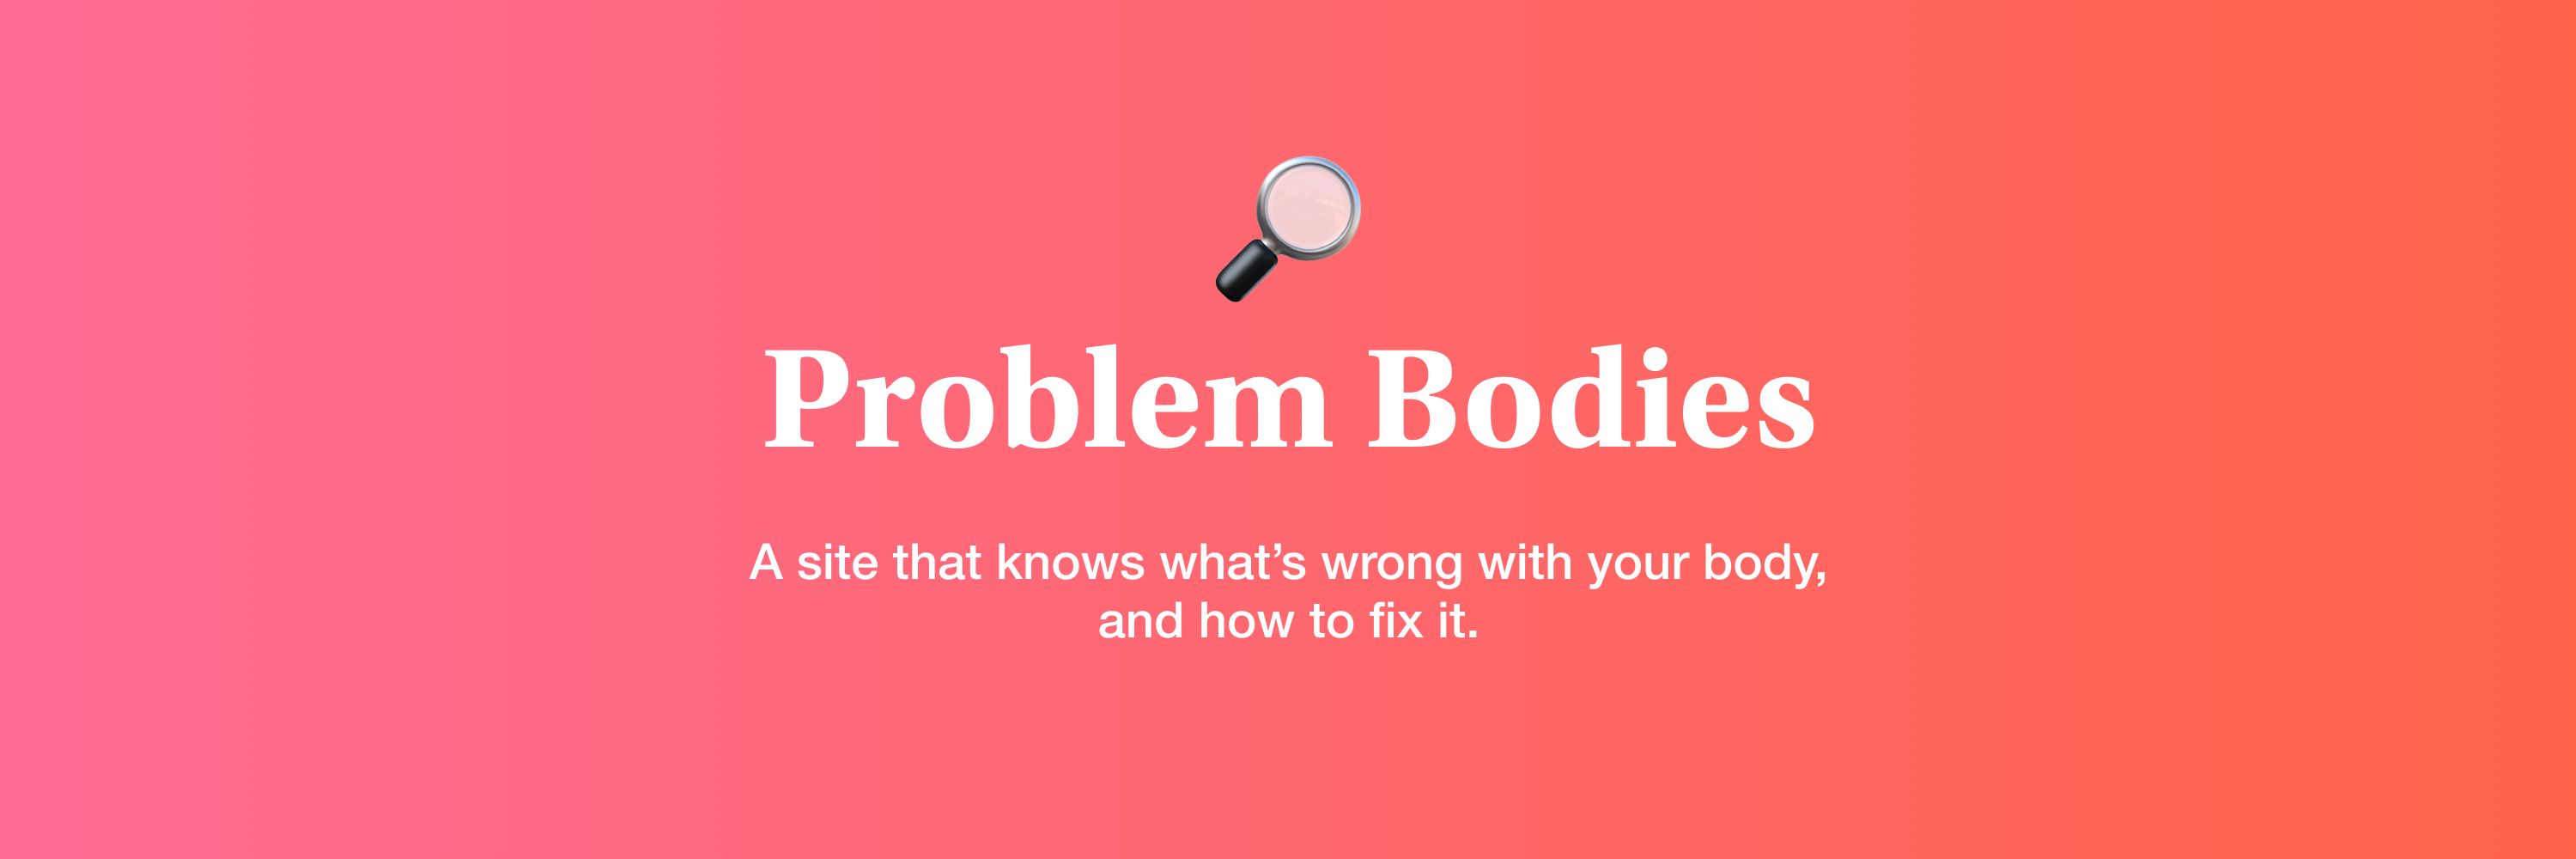 Problem Bodies
A site that knows what’s wrong with your body,
and how to fix it.